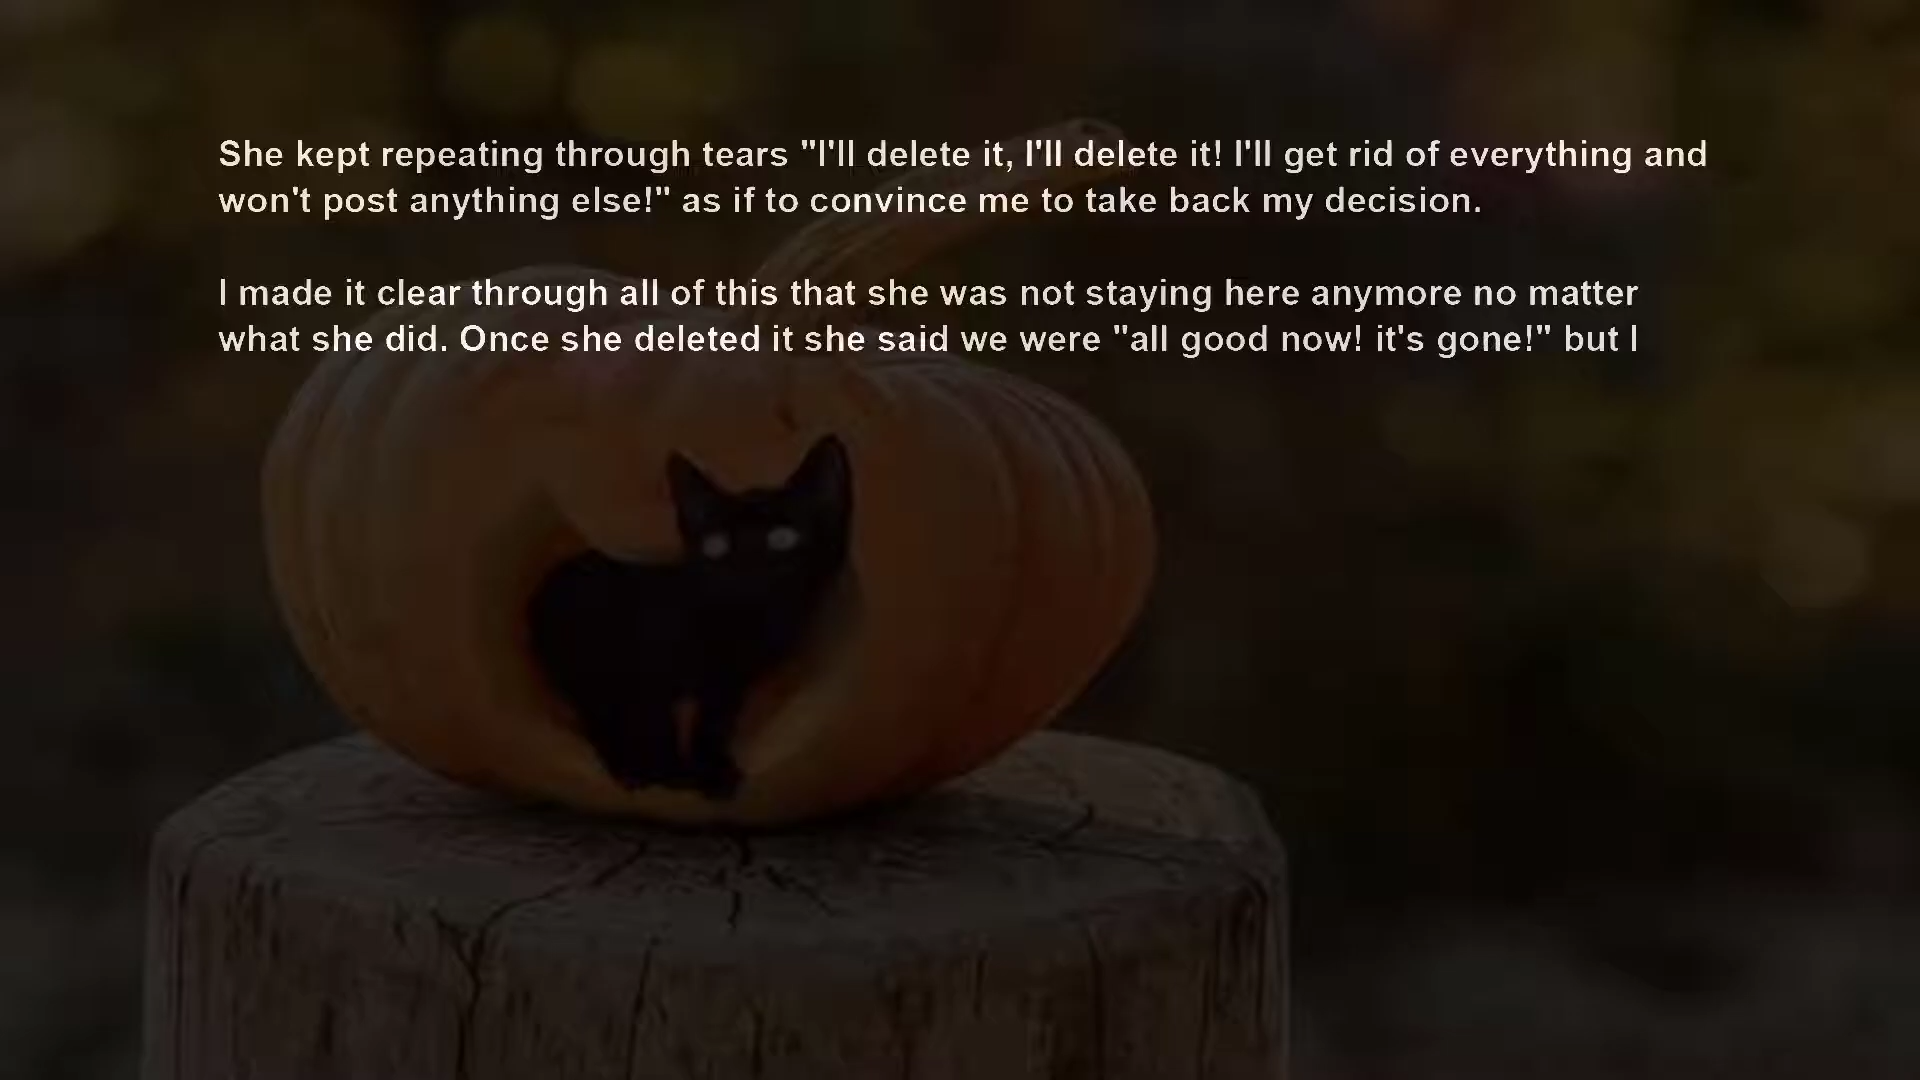 She kept repeating through tears "I'll delete it, I'll delete it! I'll get rid of everything and
won't post anything else!" as if to convince me to take back my decision.
I made it clear through all of this that she was not staying here anymore no matter
what she did. Once she deleted it she said we were "all good now! it's gone!" but I